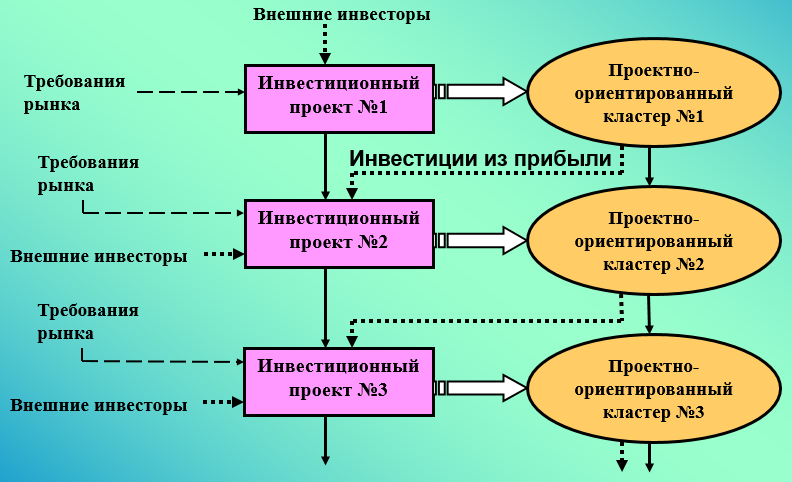 Внешние инвесторы
Требования
рынка
Инвестиционный
проект №1
Проектно-
ориентированный
кластер №1
Инвестиции из прибыли
Требования
рынка
Внешние инвесторы
Инвестиционный
проект №2
Проектно-
ориентированный
кластер №2
Требования
рынка
Внешние инвесторы
Инвестиционный
проект №3
Проектно-
ориентированный
кластер №3